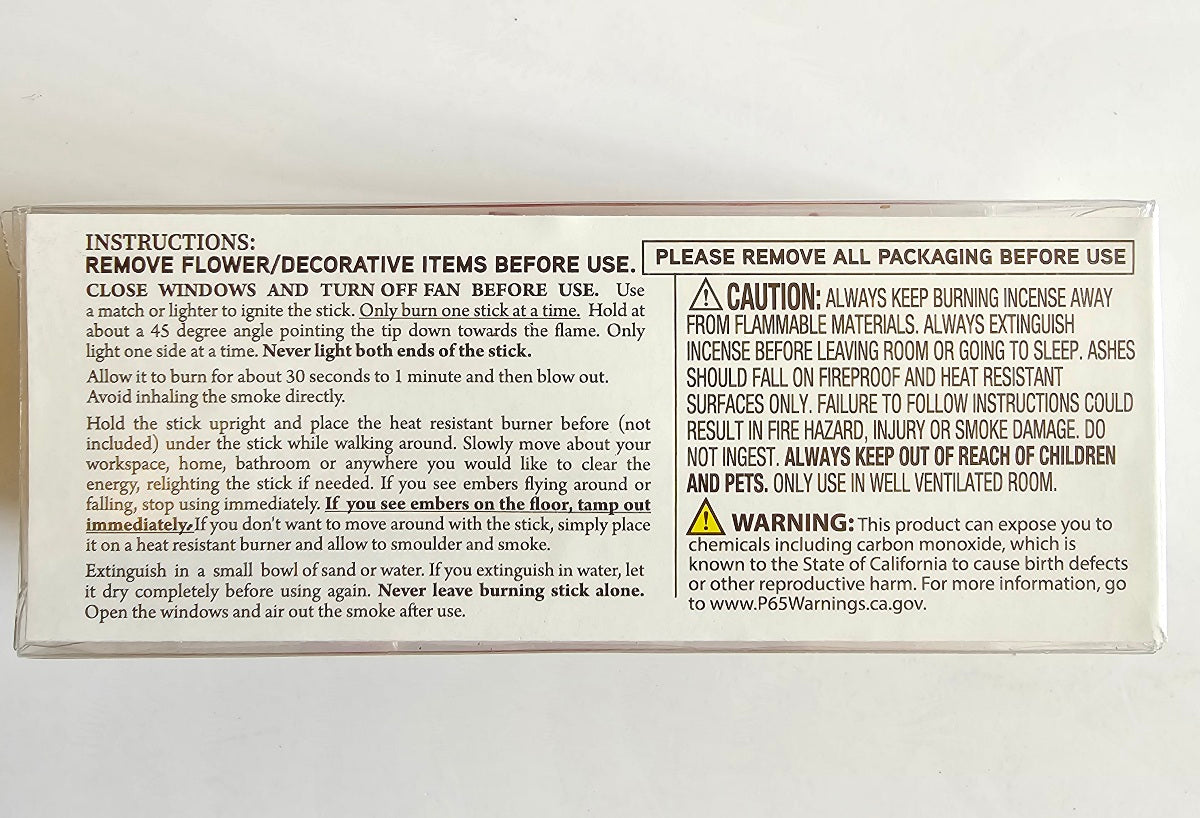 INSTRUCTIONS:
REMOVE FLOWER/DECORATIVE ITEMS BEFORE USE.
CLOSE WINDOWS AND TURN OFF FAN BEFORE USE. Use
a match or lighter to ignite the stick. Only burn one stick at a time. Hold at
about a 45 degree angle pointing the tip down towards the flame. Only
light one side at a time. Never light both ends of the stick.
Allow it to burn for about 30 seconds to 1 minute and then blow out.
Avoid inhaling the smoke directly.
Hold the stick upright and place the heat resistant burner before (not
included) under the stick while walking around. Slowly move about your
workspace, home, bathroom or anywhere you would like to clear the
energy, relighting the stick if needed. If you see embers flying around or
falling, stop using immediately. If you see embers on the floor, tamp out
immediately. If you don't want to move around with the stick, simply place
it on a heat resistant burner and allow to smoulder and smoke.
Extinguish in a small bowl of sand or water. If you extinguish in water, let
it dry completely before using again. Never leave burning stick alone.
Open the windows and air out the smoke after use.
PLEASE REMOVE ALL PACKAGING BEFORE USE
CAUTION: ALWAYS KEEP BURNING INCENSE AWAY
FROM FLAMMABLE MATERIALS. ALWAYS EXTINGUISH
INCENSE BEFORE LEAVING ROOM OR GOING TO SLEEP. ASHES
SHOULD FALL ON FIREPROOF AND HEAT RESISTANT
SURFACES ONLY. FAILURE TO FOLLOW INSTRUCTIONS COULD
RESULT IN FIRE HAZARD, INJURY OR SMOKE DAMAGE. DO
NOT INGEST. ALWAYS KEEP OUT OF REACH OF CHILDREN
AND PETS. ONLY USE IN WELL VENTILATED ROOM.
WARNING: This product can expose you to
chemicals including carbon monoxide, which is
known to the State of California to cause birth defects
or other reproductive harm. For more information, go
to www.P65Warnings.ca.gov.